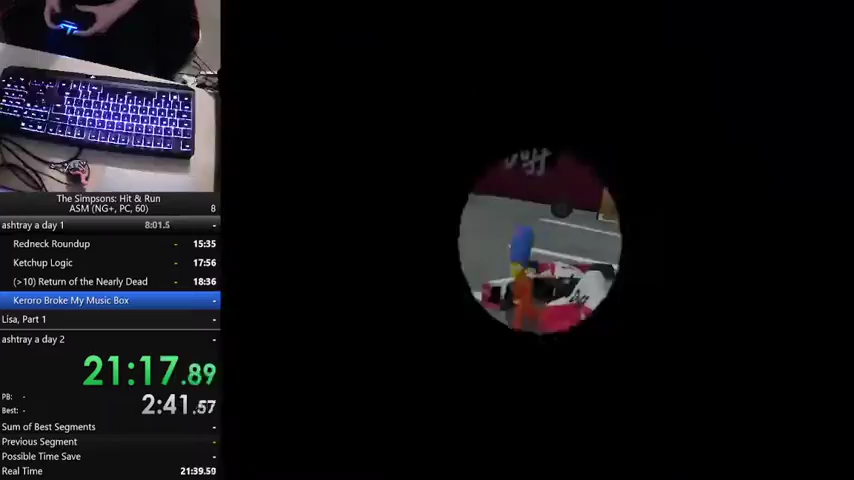 The Simpsons: Hit & Run
ASM (NG+, PC, 60) 8
ashtray a day 1 8:01.5 -
Redneck Roundup - 15:35
Ketchup Logic - 17:56
(>10) Return of the Nearly Dead - 18:36
Keroro Broke My Music Box -
Lisa, Part 1 -
ashtray a day 2 -
21:17.89
PB: -
2:41.57
Best: -
Sum of Best Segments -
Previous Segment -
Possible Time Save -
Real Time 21:39.59